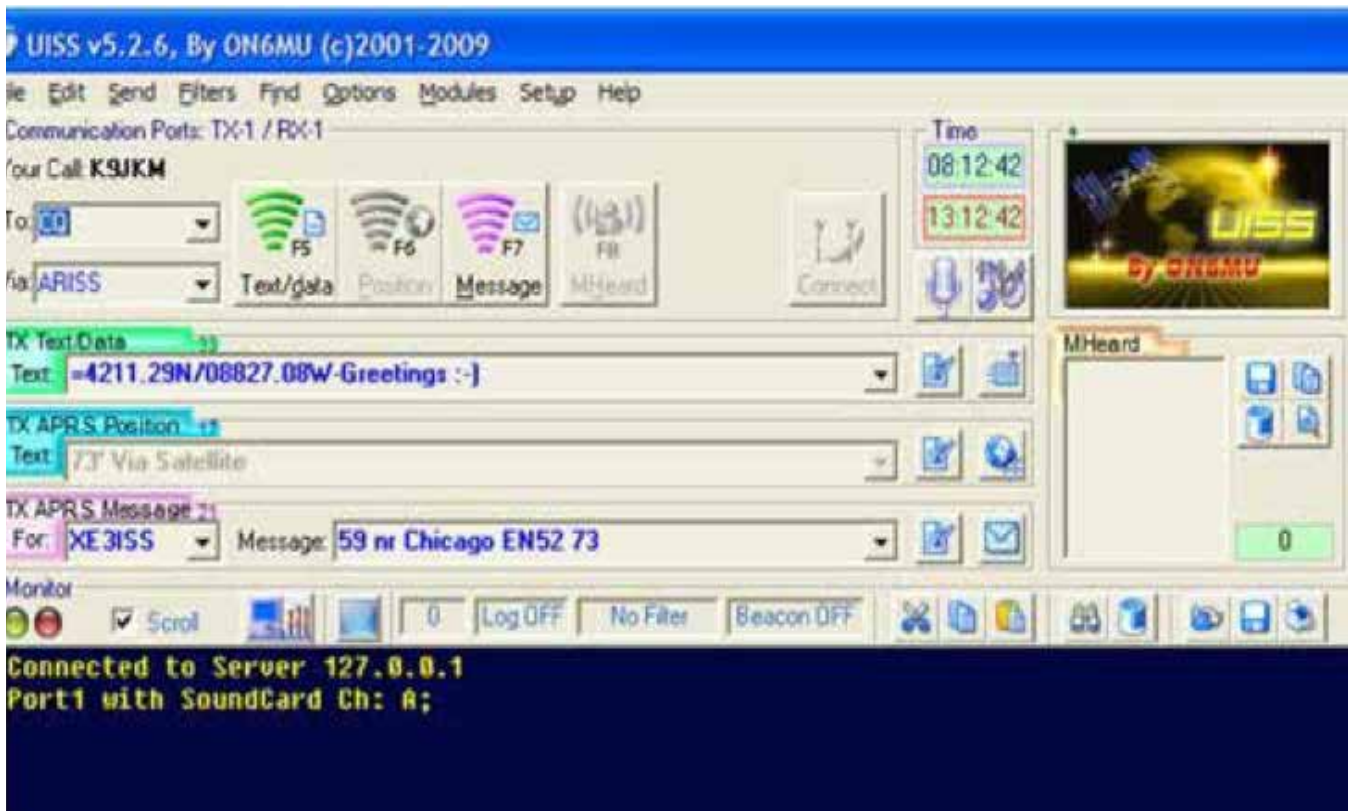 UISS v5.2.6, By ON6MU (c)2001-2009
Edit Send Filters Find Options Modules Setup Help
Communication Ports: TX-1 / RX-1
Time
Your Call: K9JKM
08:12:42
To: CQ
13:12:42
F5 F6 F7 F8
UISS
By ON6MU
Via: ARISS
Text/data Position Message MHeard Connect
TX Text/Data
MHeard
Text =4211.29N/08827.08W-Greetings :-)
TX APRS Position
Text 73' Via Satellite
TX APRS Message 21
For: XE3ISS Message: 59 nr Chicago EN52 73
0
Monitor
Scroll 0 Log OFF No Filter Beacon OFF
Connected to Server 127.0.0.1
Port1 with SoundCard Ch: A;